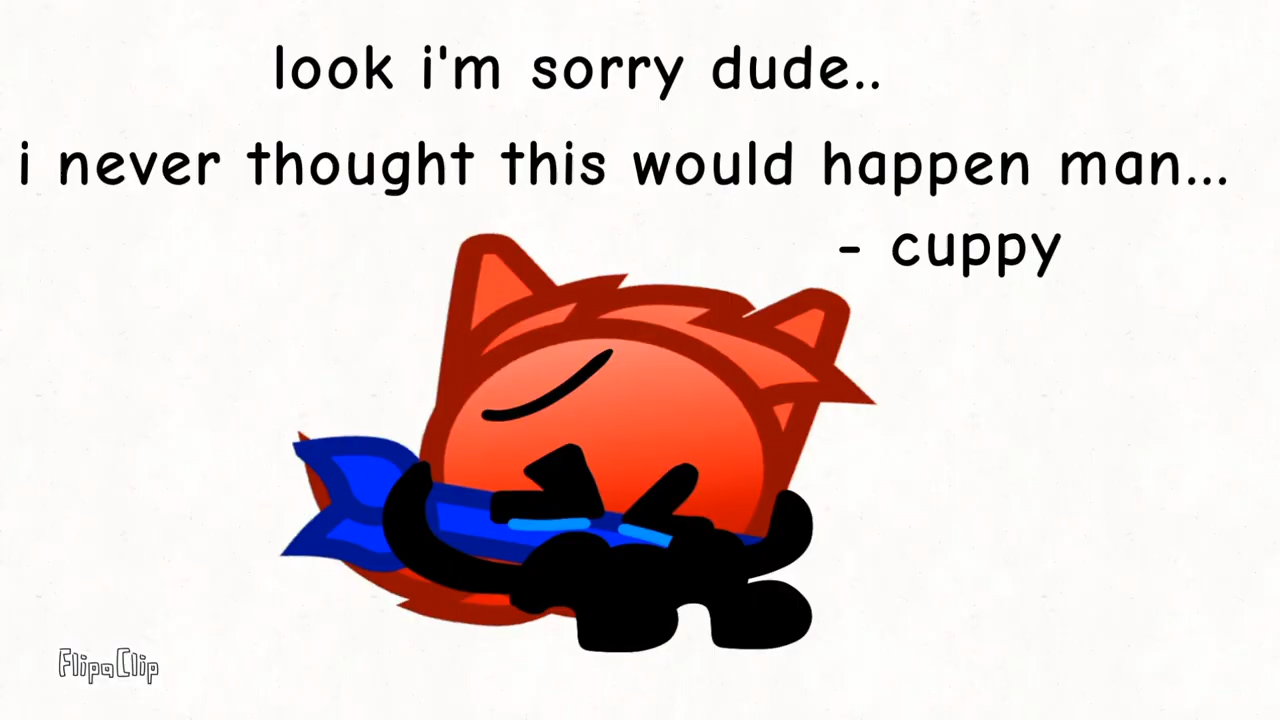 look i'm sorry dude..
i never thought this would happen man...
- cuppy
FlipaClip